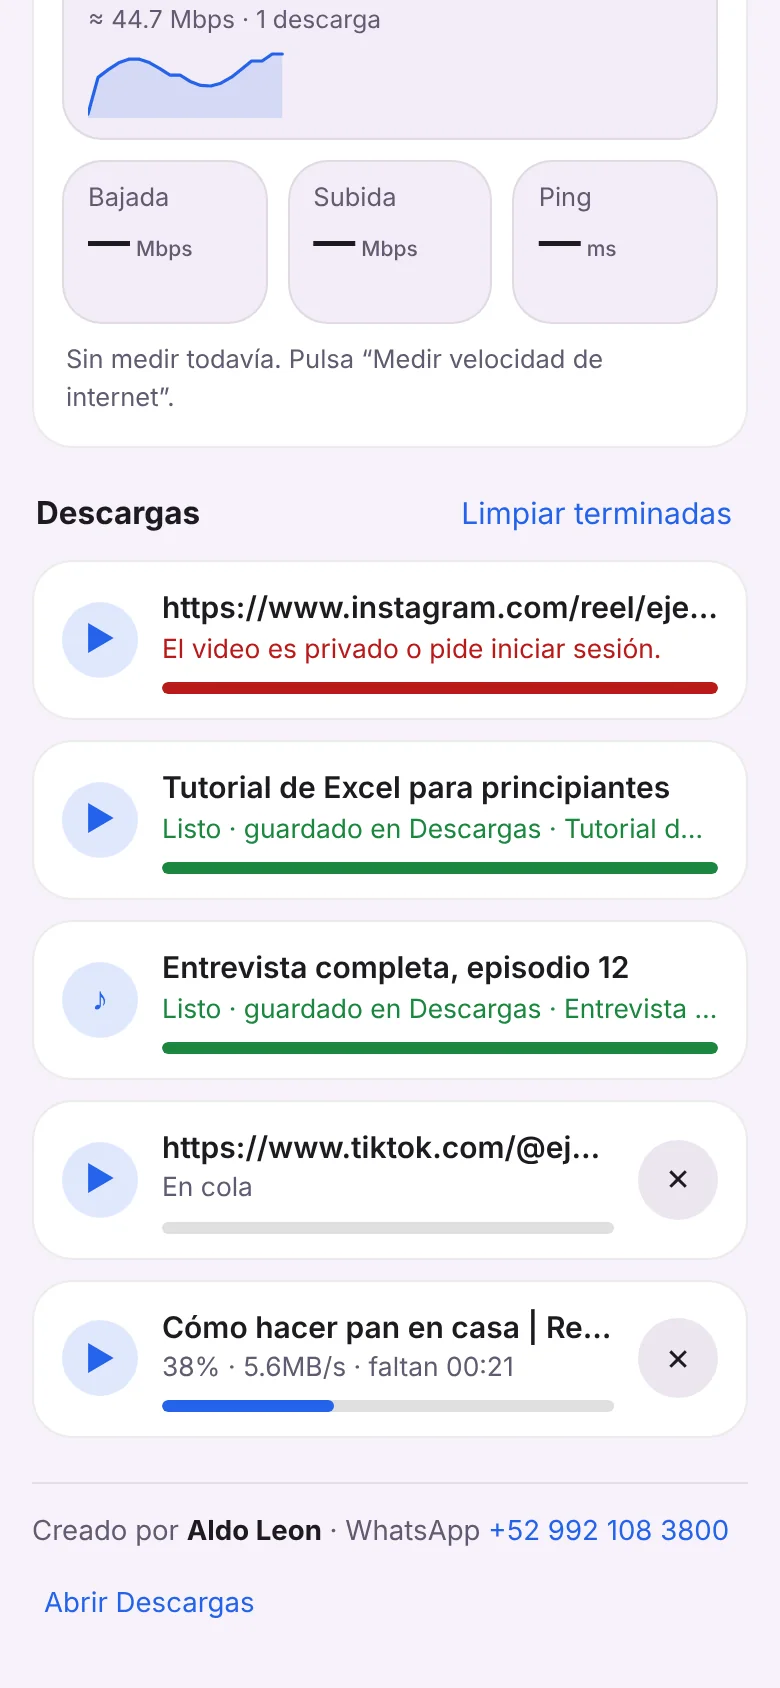 ≈ 44.7 Mbps · 1 descarga
Bajada
— Mbps
Subida
— Mbps
Ping
— ms
Sin medir todavía. Pulsa “Medir velocidad de
internet”.
Descargas
Limpiar terminadas
https://www.instagram.com/reel/eje...
El video es privado o pide iniciar sesión.
Tutorial de Excel para principiantes
Listo · guardado en Descargas · Tutorial d...
Entrevista completa, episodio 12
Listo · guardado en Descargas · Entrevista ...
https://www.tiktok.com/@ej...
En cola
Cómo hacer pan en casa | Re...
38% · 5.6MB/s · faltan 00:21
Creado por Aldo Leon · WhatsApp +52 992 108 3800
Abrir Descargas